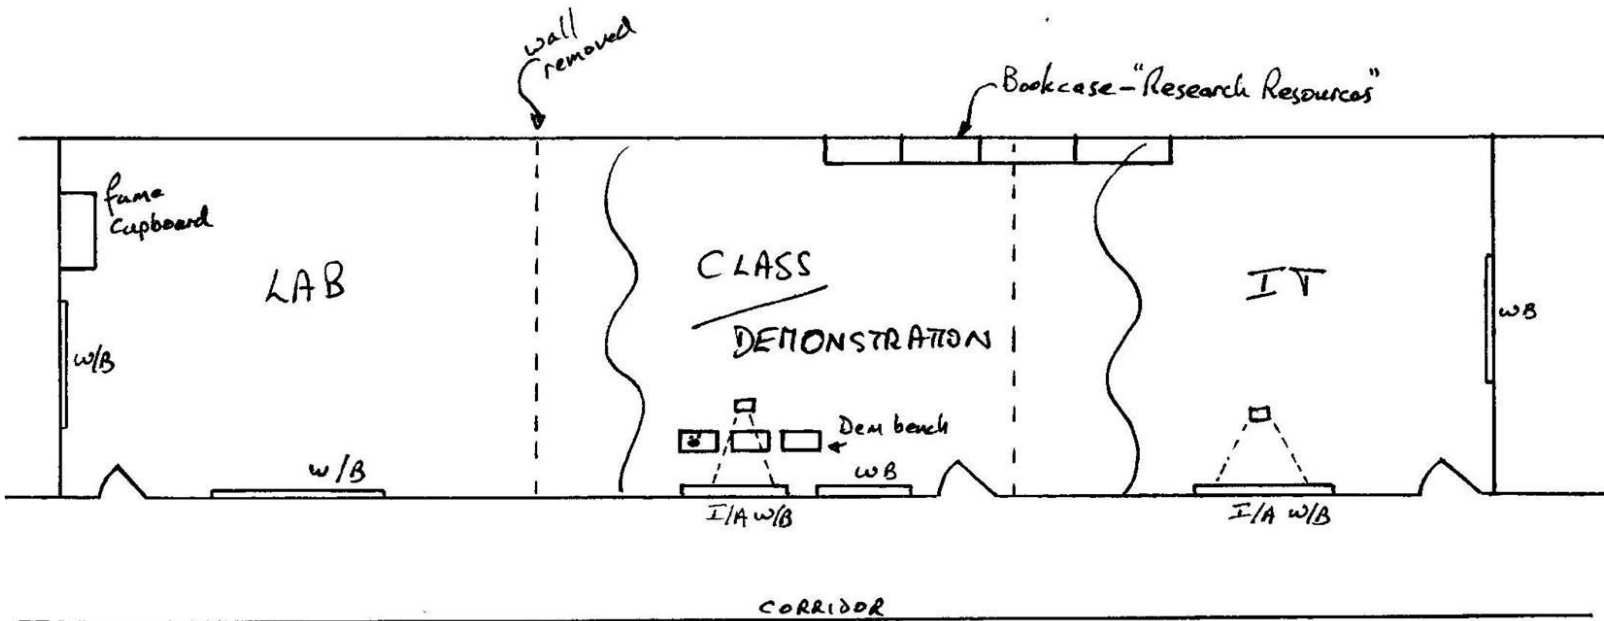 wall
removed
Bookcase-"Research Resources"
fume
Cupboard
LAB
CLASS
DEMONSTRATION
IT
W/B
WB
Dem bench
W/B
WB
I/A W/B
I/A W/B
CORRIDOR